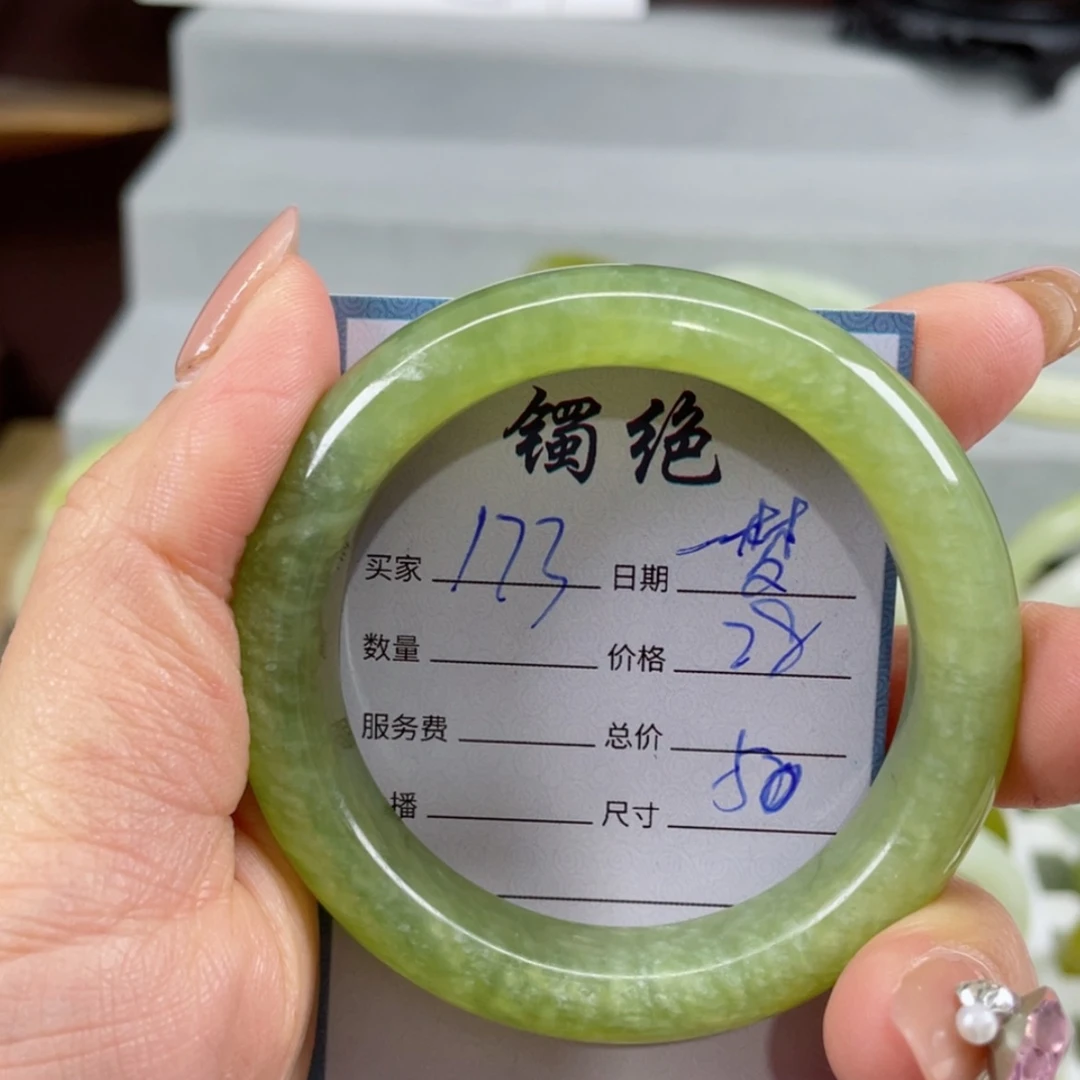 镯绝
买家 173 日期 梦
数量 价格 28
服务费 总价
播 尺寸 50